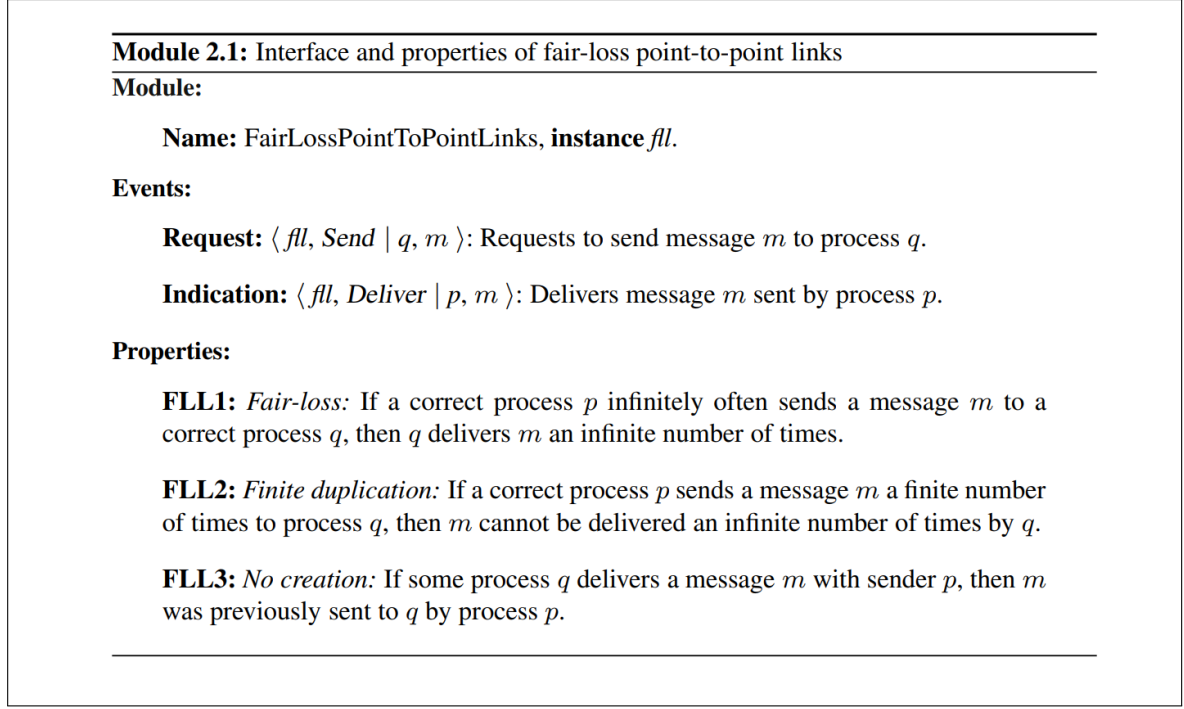 Module 2.1: Interface and properties of fair-loss point-to-point links
Module:
Name: FairLossPointToPointLinks, instance fll.
Events:
Request: ⟨ fll, Send | q, m ⟩: Requests to send message m to process q.
Indication: ⟨ fll, Deliver | p, m ⟩: Delivers message m sent by process p.
Properties:
FLL1: Fair-loss: If a correct process p infinitely often sends a message m to a
correct process q, then q delivers m an infinite number of times.
FLL2: Finite duplication: If a correct process p sends a message m a finite number
of times to process q, then m cannot be delivered an infinite number of times by q.
FLL3: No creation: If some process q delivers a message m with sender p, then m
was previously sent to q by process p.